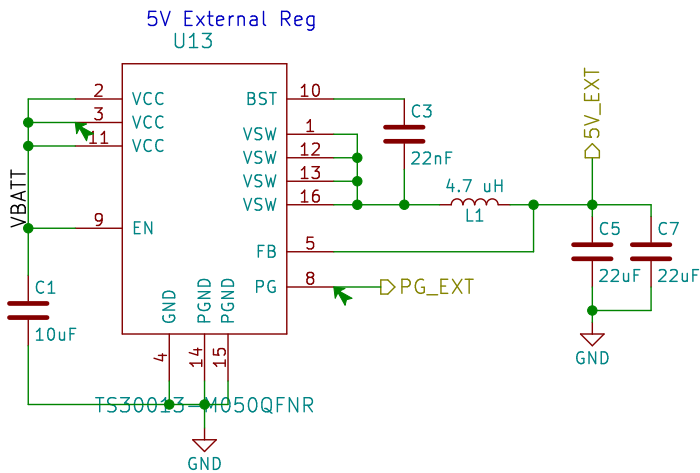 5V External Reg
U13
2 VCC BST 10
3 VCC
11 VCC
VSW 1
VSW 12
VSW 13
VSW 16
9 EN
FB 5
PG 8
GND PGND PGND
4 14 15
TS30013-M050QFNR
GND
VBATT
C1
10uF
C3
22nF
4.7 uH
L1
5V_EXT
C5
22uF
C7
22uF
GND
PG_EXT